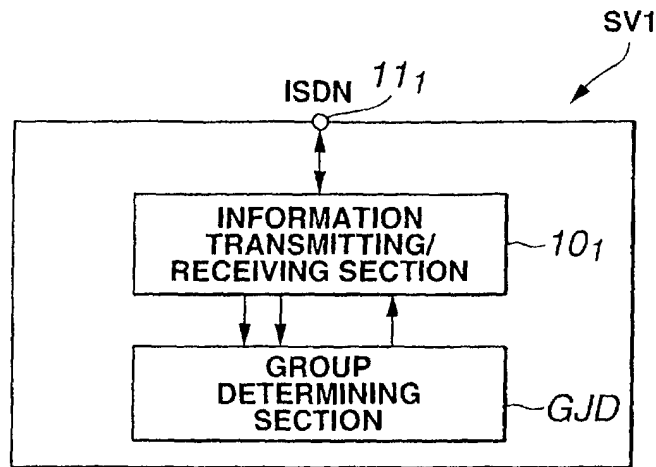 SV1
ISDN 11₁
INFORMATION
TRANSMITTING/
RECEIVING SECTION
10₁
GROUP
DETERMINING
SECTION
GJD